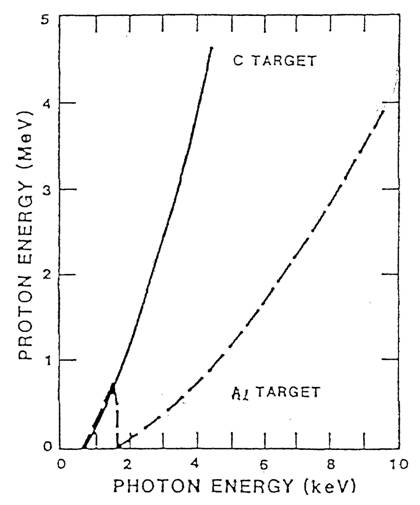 5
4
3
2
1
0
PROTON ENERGY (MeV)
C TARGET
Al TARGET
0 2 4 6 8 10
PHOTON ENERGY (keV)